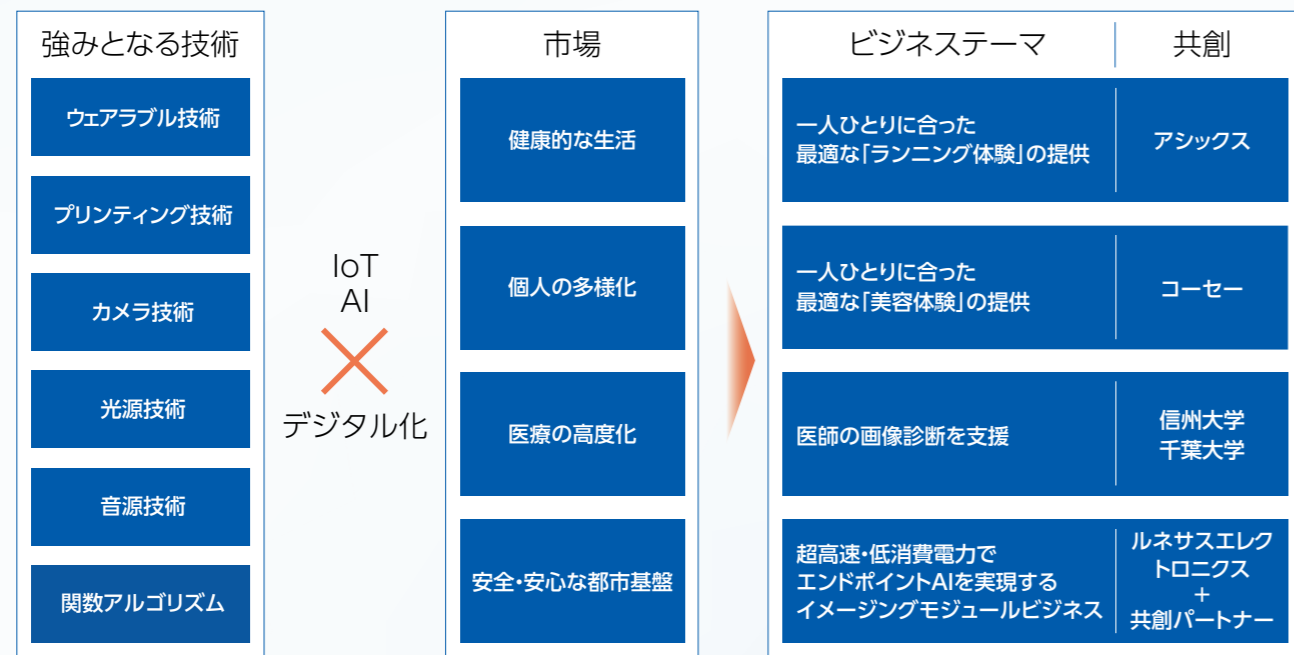 強みとなる技術
ウェアラブル技術
プリンティング技術
カメラ技術
光源技術
音源技術
関数アルゴリズム
IoT
AI
デジタル化
市場
健康的な生活
個人の多様化
医療の高度化
安全・安心な都市基盤
ビジネステーマ
共創
一人ひとりに合った
最適な「ランニング体験」の提供
アシックス
一人ひとりに合った
最適な「美容体験」の提供
コーセー
医師の画像診断を支援
信州大学
千葉大学
超高速・低消費電力で
エンドポイントAIを実現する
イメージングモジュールビジネス
ルネサスエレク
トロニクス
+
共創パートナー